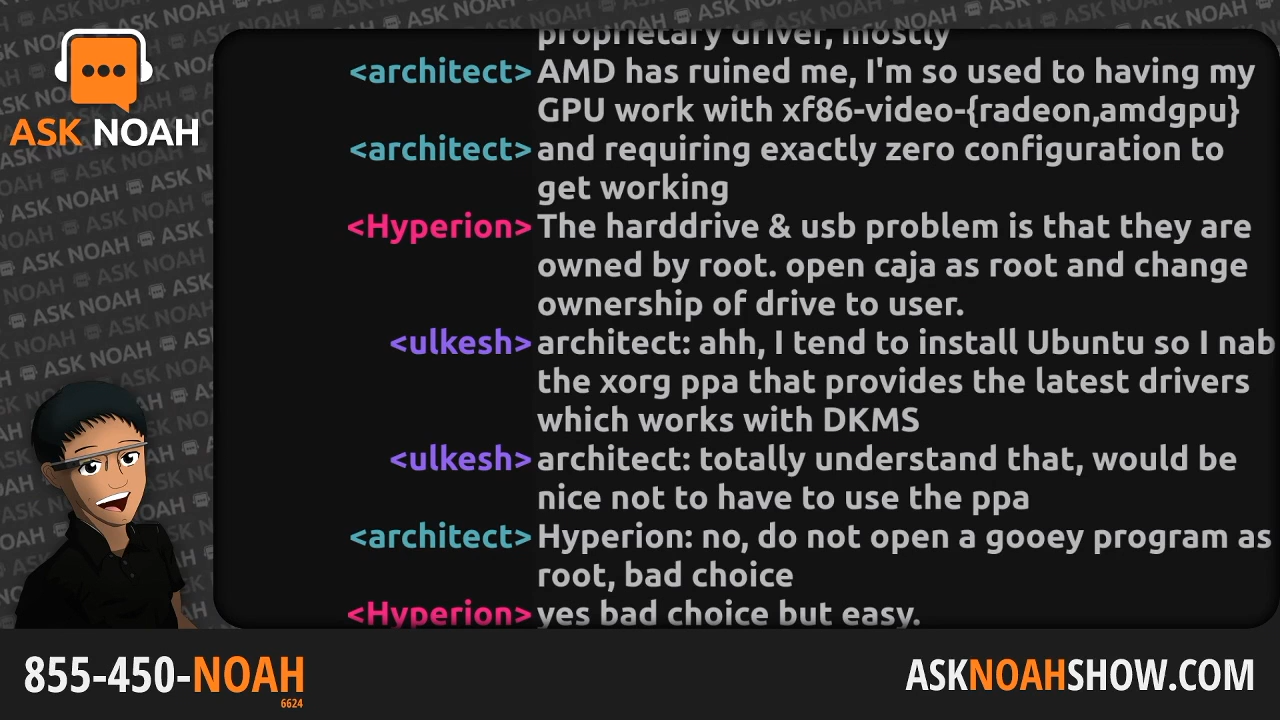 ASK NOAH
proprietary driver, mostly
<architect> AMD has ruined me, I'm so used to having my
GPU work with xf86-video-{radeon,amdgpu}
<architect> and requiring exactly zero configuration to
get working
<Hyperion> The harddrive & usb problem is that they are
owned by root. open caja as root and change
ownership of drive to user.
<ulkesh> architect: ahh, I tend to install Ubuntu so I nab
the xorg ppa that provides the latest drivers
which works with DKMS
<ulkesh> architect: totally understand that, would be
nice not to have to use the ppa
<architect> Hyperion: no, do not open a gooey program as
root, bad choice
<Hyperion> yes bad choice but easy.
855-450-NOAH
6624
ASKNOAHSHOW.COM